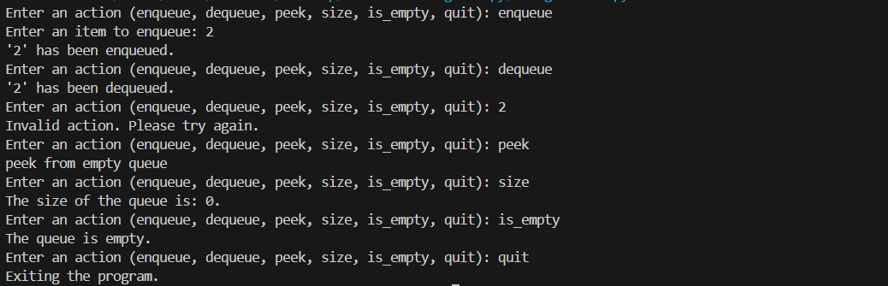 Enter an action (enqueue, dequeue, peek, size, is_empty, quit): enqueue
Enter an item to enqueue: 2
'2' has been enqueued.
Enter an action (enqueue, dequeue, peek, size, is_empty, quit): dequeue
'2' has been dequeued.
Enter an action (enqueue, dequeue, peek, size, is_empty, quit): 2
Invalid action. Please try again.
Enter an action (enqueue, dequeue, peek, size, is_empty, quit): peek
peek from empty queue
Enter an action (enqueue, dequeue, peek, size, is_empty, quit): size
The size of the queue is: 0.
Enter an action (enqueue, dequeue, peek, size, is_empty, quit): is_empty
The queue is empty.
Enter an action (enqueue, dequeue, peek, size, is_empty, quit): quit
Exiting the program.